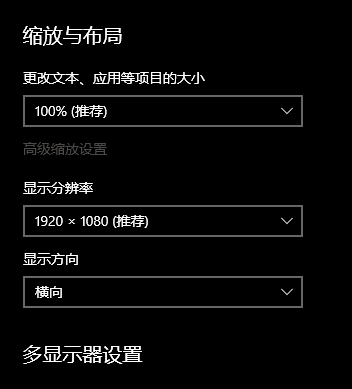 缩放与布局
更改文本、应用等项目的大小
100% (推荐)
高级缩放设置
显示分辨率
1920 × 1080 (推荐)
显示方向
横向
多显示器设置